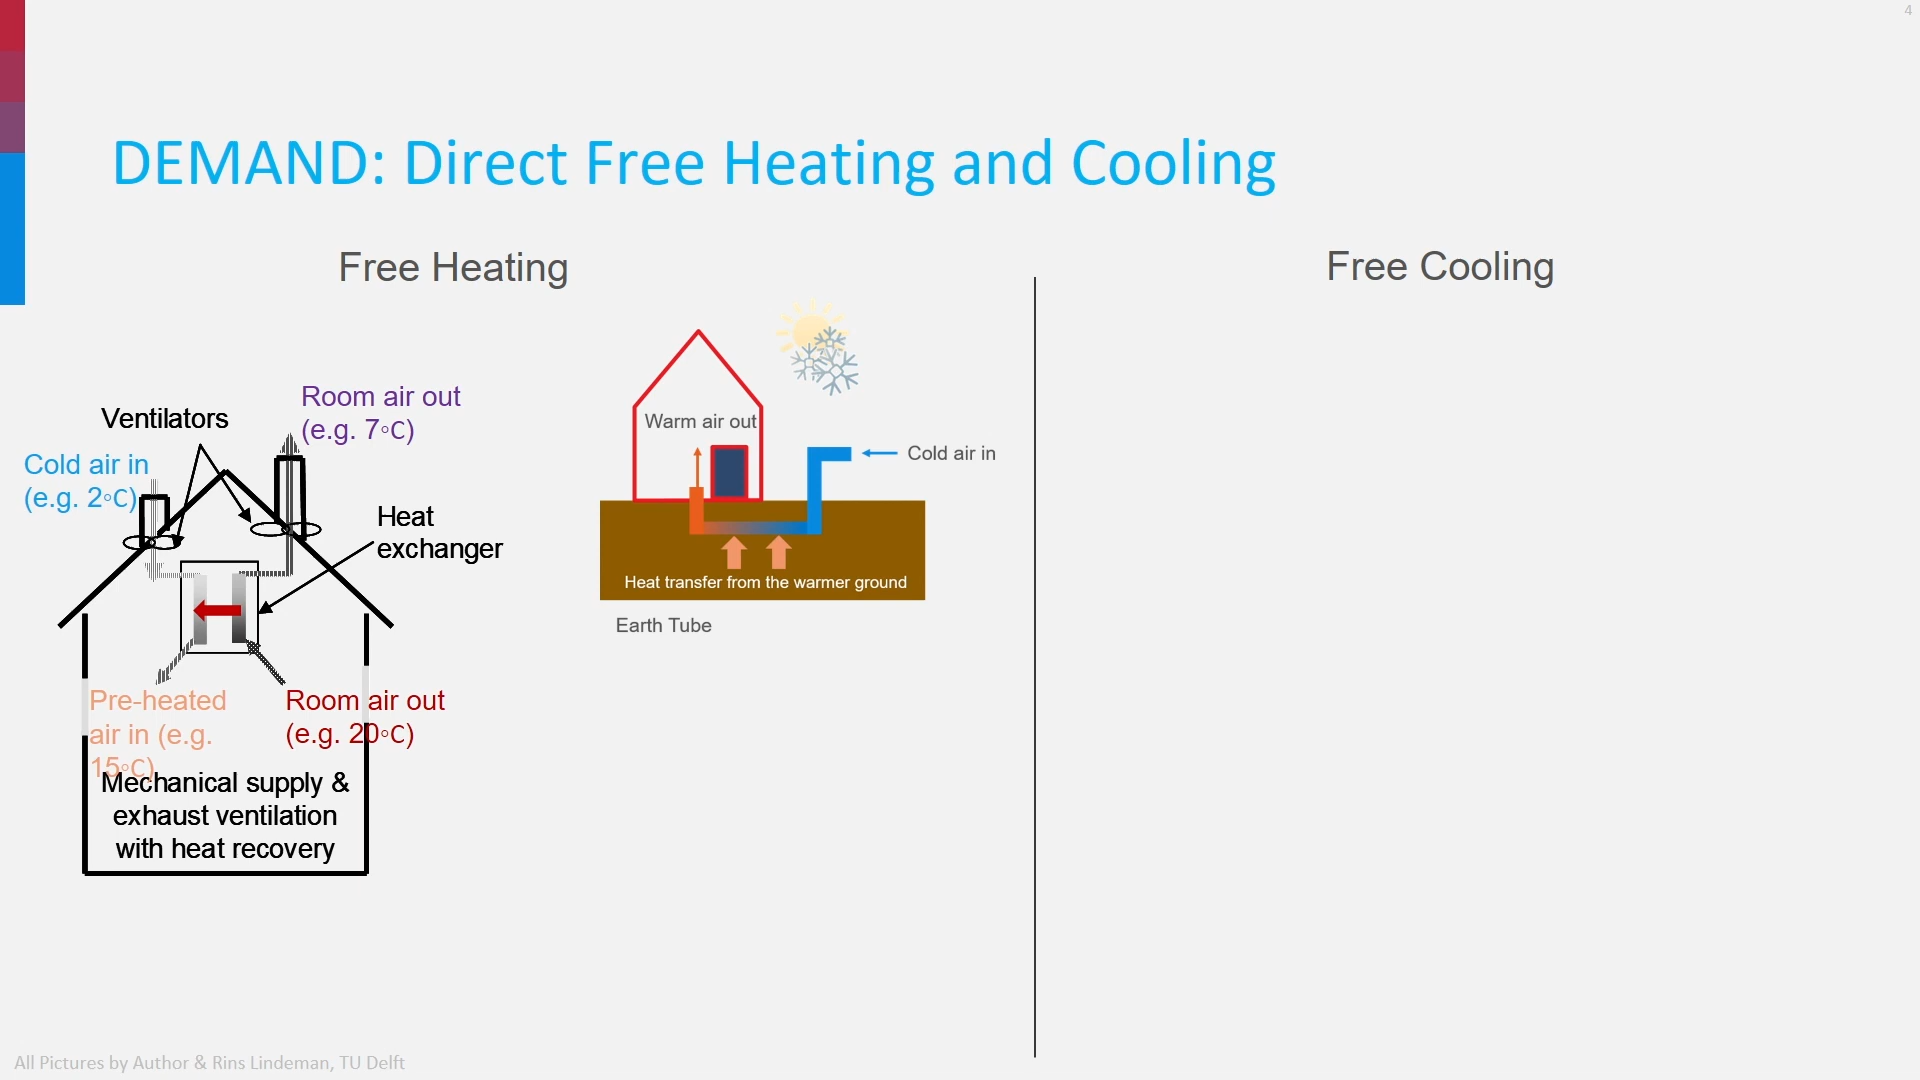 4
DEMAND: Direct Free Heating and Cooling
Free Heating
Free Cooling
Room air out
(e.g. 7◦C)
Ventilators
Cold air in
(e.g. 2◦C)
Heat
exchanger
Pre-heated
air in (e.g.
15◦C)
Room air out
(e.g. 20◦C)
Mechanical supply &
exhaust ventilation
with heat recovery
Warm air out
Cold air in
Heat transfer from the warmer ground
Earth Tube
All Pictures by Author & Rins Lindeman, TU Delft